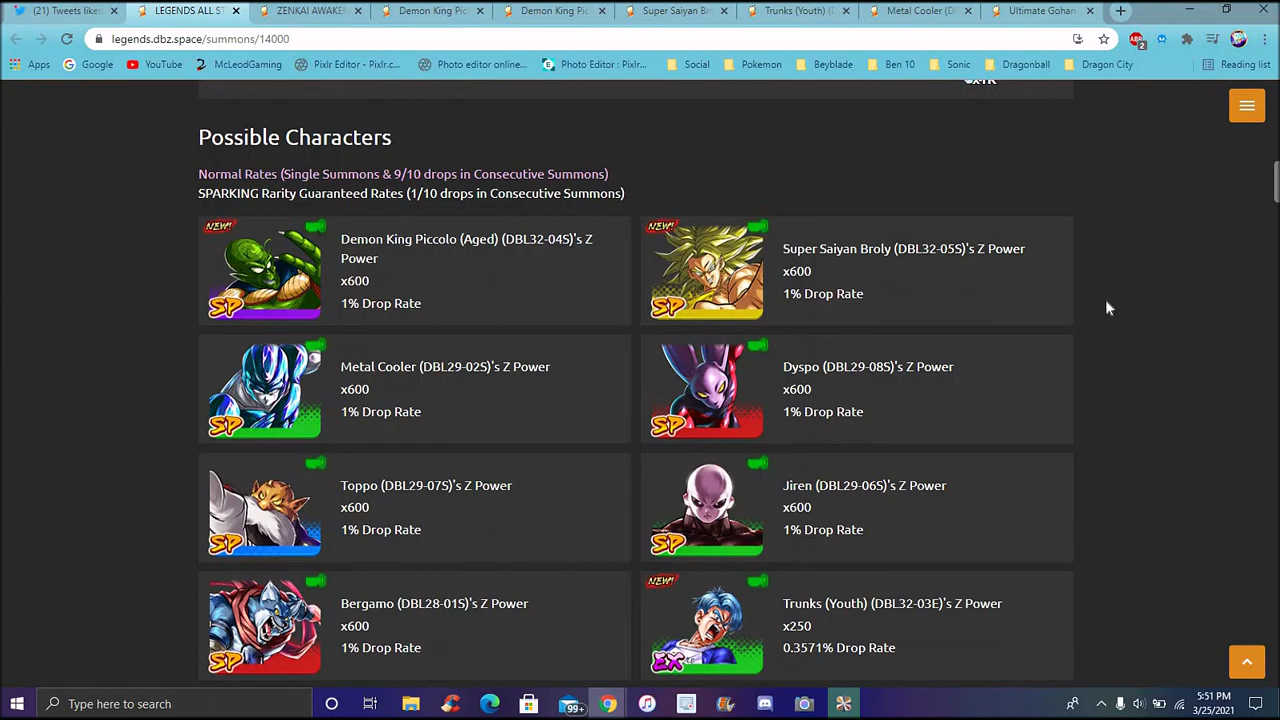 (21) Tweets liked
LEGENDS ALL ST
ZENKAI AWAKEN
Demon King Pic
Demon King Pic
Super Saiyan Bro
Trunks (Youth) (D
Metal Cooler (DB
Ultimate Gohan
legends.dbz.space/summons/14000
ABP
2
Apps
Google
YouTube
McLeodGaming
Pixlr Editor - Pixlr.c...
Photo editor online...
Photo Editor : Pixlr...
Social
Pokemon
Beyblade
Ben 10
Sonic
Dragonball
Dragon City
Reading list
Possible Characters
Normal Rates (Single Summons & 9/10 drops in Consecutive Summons)
SPARKING Rarity Guaranteed Rates (1/10 drops in Consecutive Summons)
NEW!
SP
Demon King Piccolo (Aged) (DBL32-04S)'s Z
Power
x600
1% Drop Rate
NEW!
SP
Super Saiyan Broly (DBL32-05S)'s Z Power
x600
1% Drop Rate
SP
Metal Cooler (DBL29-02S)'s Z Power
x600
1% Drop Rate
SP
Dyspo (DBL29-08S)'s Z Power
x600
1% Drop Rate
SP
Toppo (DBL29-07S)'s Z Power
x600
1% Drop Rate
SP
Jiren (DBL29-06S)'s Z Power
x600
1% Drop Rate
SP
Bergamo (DBL28-01S)'s Z Power
x600
1% Drop Rate
NEW!
EX
Trunks (Youth) (DBL32-03E)'s Z Power
x250
0.3571% Drop Rate
Type here to search
99+
5:51 PM
3/25/2021